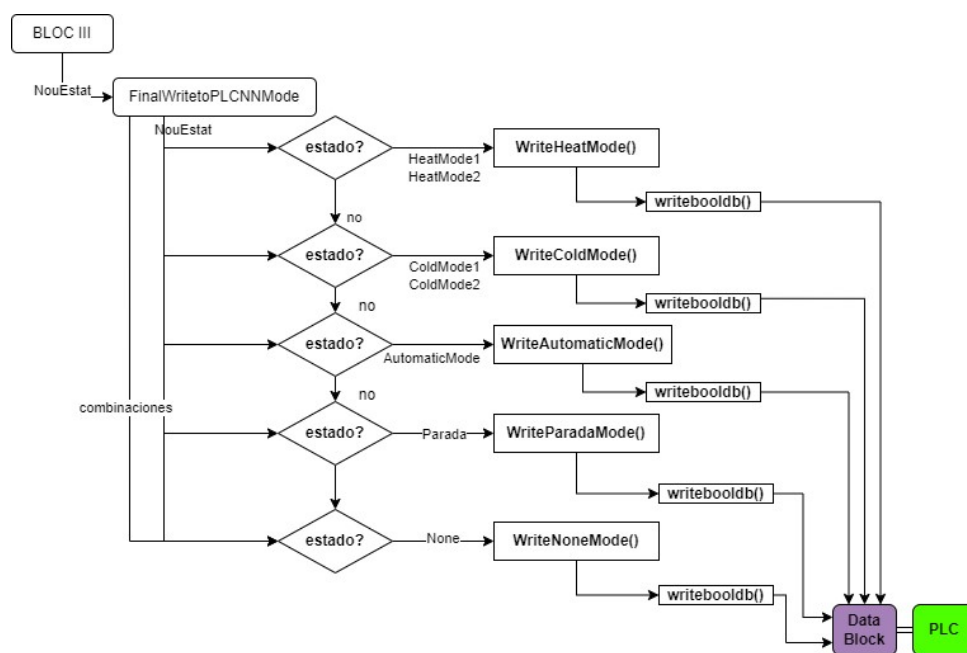 BLOC III
NouEstat
FinalWritetoPLCNNMode
NouEstat
estado?
HeatMode1
HeatMode2
WriteHeatMode()
writebooldb()
no
estado?
ColdMode1
ColdMode2
WriteColdMode()
writebooldb()
no
estado?
AutomaticMode
WriteAutomaticMode()
writebooldb()
no
combinaciones
estado?
Parada
WriteParadaMode()
writebooldb()
estado?
None
WriteNoneMode()
writebooldb()
Data
Block
PLC